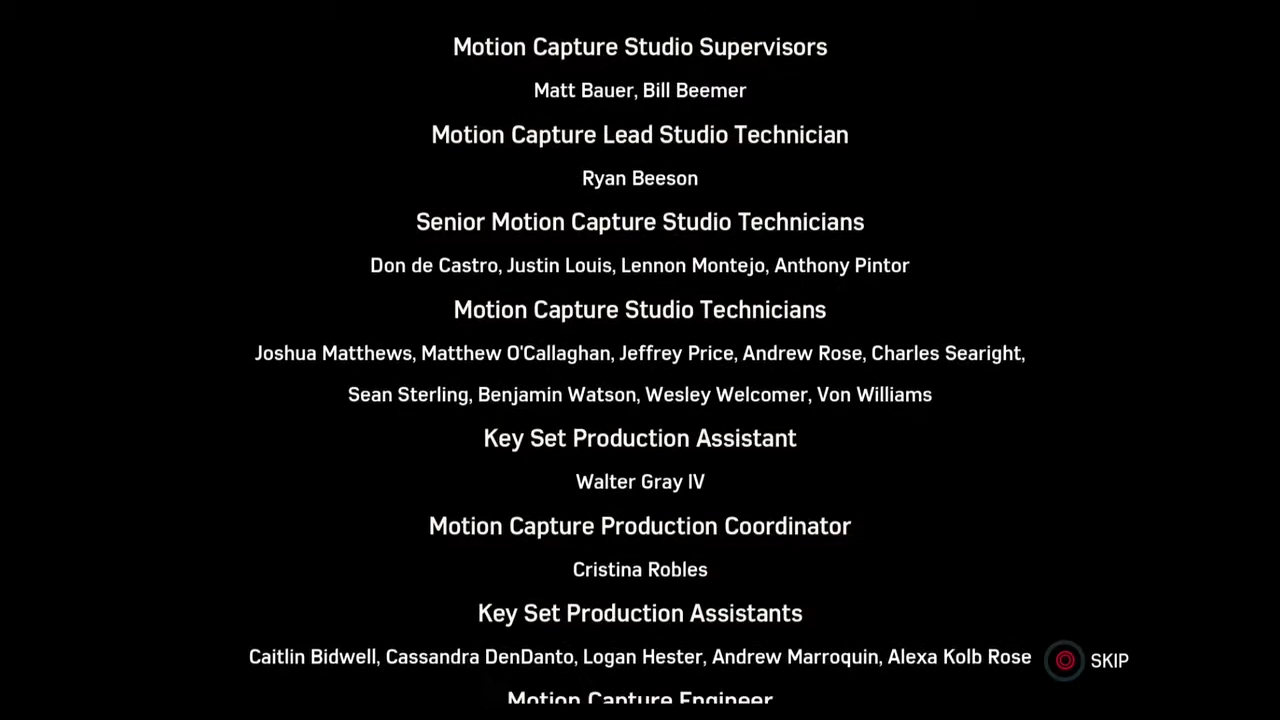 Motion Capture Studio Supervisors
Matt Bauer, Bill Beemer
Motion Capture Lead Studio Technician
Ryan Beeson
Senior Motion Capture Studio Technicians
Don de Castro, Justin Louis, Lennon Montejo, Anthony Pintor
Motion Capture Studio Technicians
Joshua Matthews, Matthew O'Callaghan, Jeffrey Price, Andrew Rose, Charles Searight,
Sean Sterling, Benjamin Watson, Wesley Welcomer, Von Williams
Key Set Production Assistant
Walter Gray IV
Motion Capture Production Coordinator
Cristina Robles
Key Set Production Assistants
Caitlin Bidwell, Cassandra DenDanto, Logan Hester, Andrew Marroquin, Alexa Kolb Rose
SKIP
Motion Capture Engineer